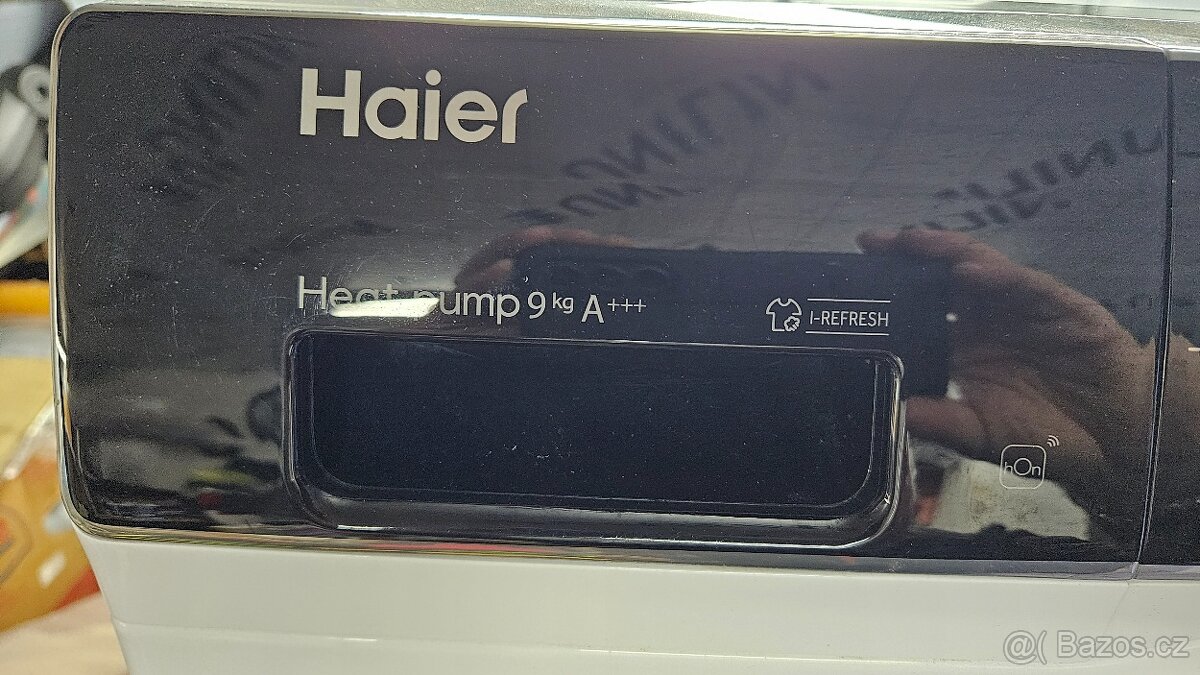 Haier
Heat pump 9 kg A+++
I-REFRESH
hOn
@( Bazos.cz